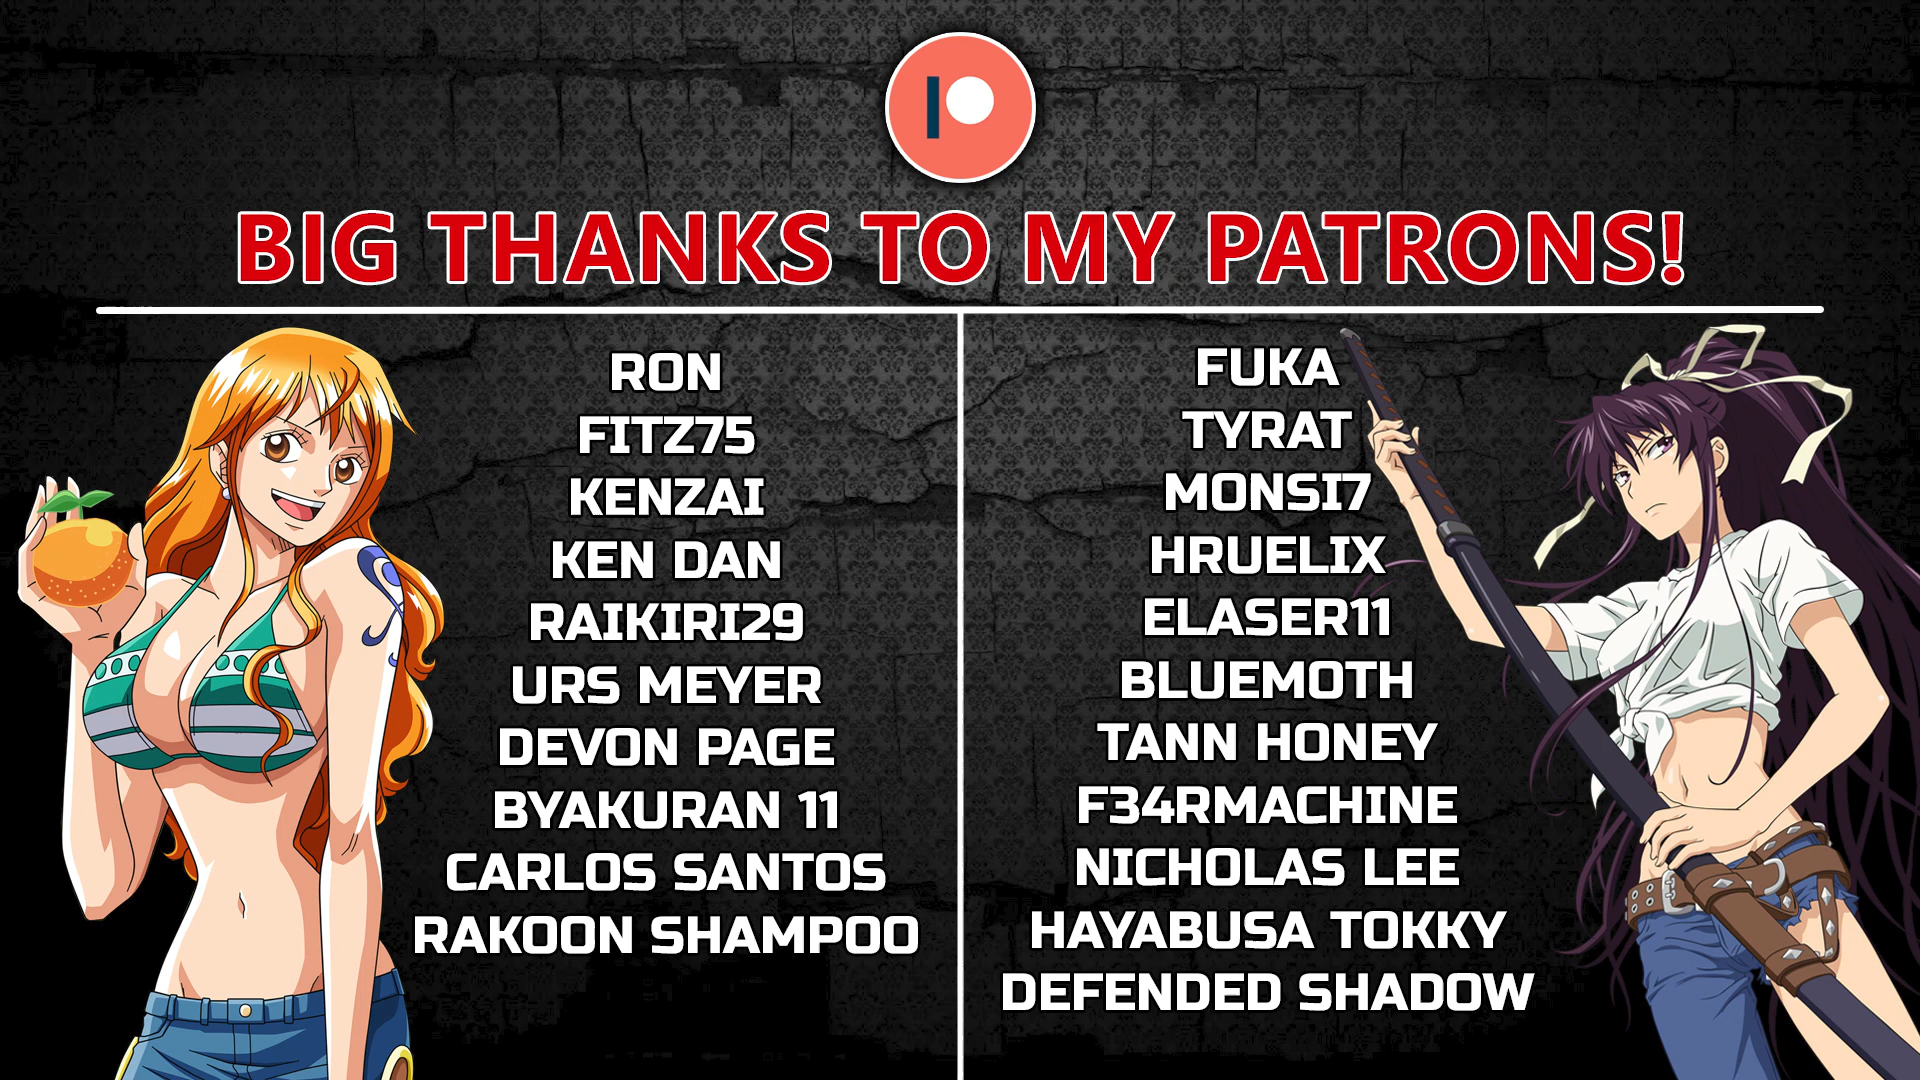 BIG THANKS TO MY PATRONS!
RON
FITZ75
KENZAI
KEN DAN
RAIKIRI29
URS MEYER
DEVON PAGE
BYAKURAN 11
CARLOS SANTOS
RAKOON SHAMPOO
FUKA
TYRAT
MONSI7
HRUELIX
ELASER11
BLUEMOTH
TANN HONEY
F34RMACHINE
NICHOLAS LEE
HAYABUSA TOKKY
DEFENDED SHADOW